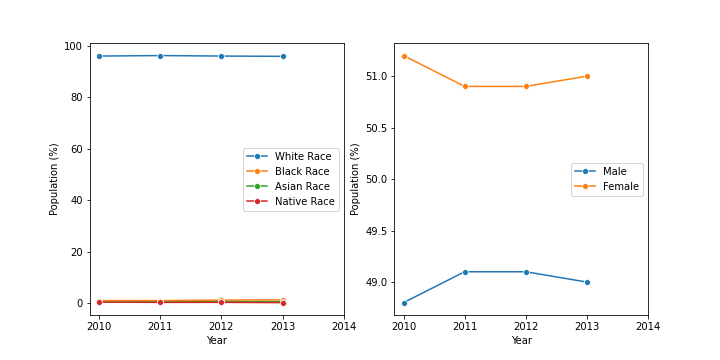 100
80
60
40
20
0
Population (%)
White Race
Black Race
Asian Race
Native Race
2010 2011 2012 2013 2014
Year
51.0
50.5
50.0
49.5
49.0
Population (%)
Male
Female
2010 2011 2012 2013 2014
Year